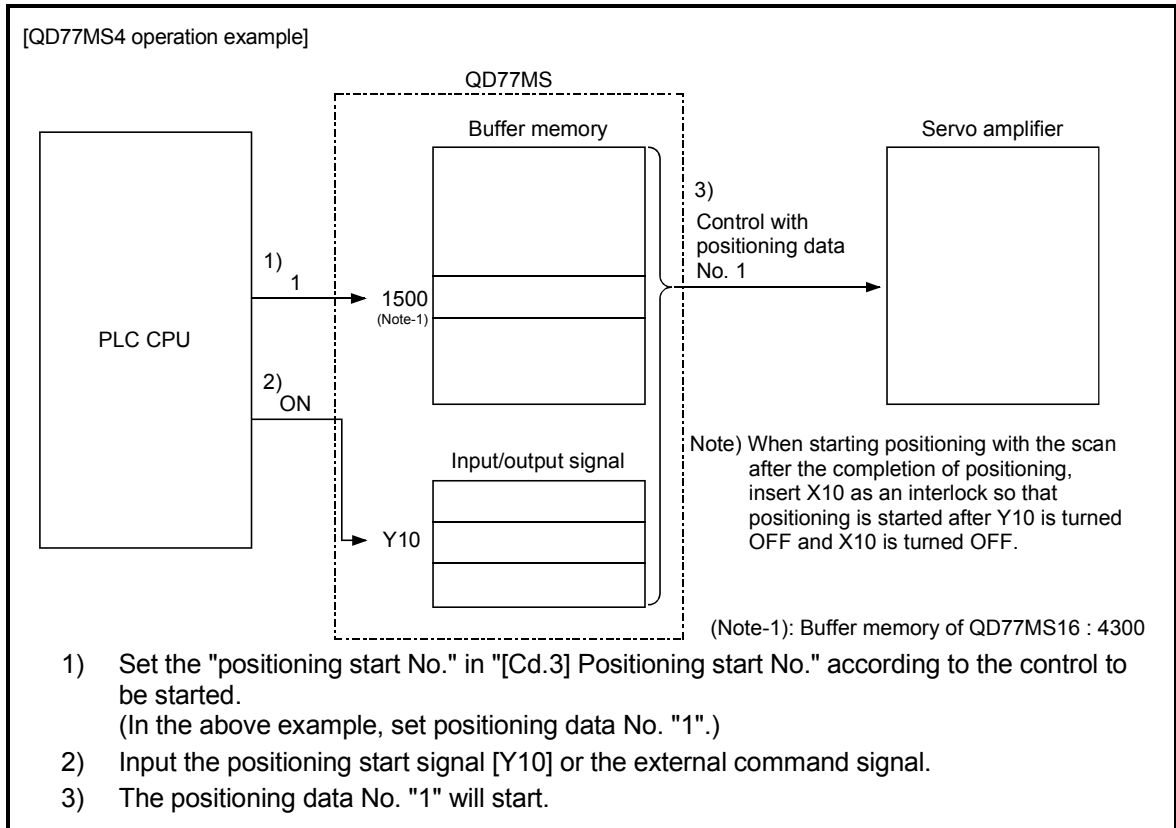 [QD77MS4 operation example]
QD77MS
Buffer memory
Servo amplifier
PLC CPU
1)
1
1500
(Note-1)
2)
ON
Input/output signal
Y10
3)
Control with
positioning data
No. 1
Note) When starting positioning with the scan
after the completion of positioning,
insert X10 as an interlock so that
positioning is started after Y10 is turned
OFF and X10 is turned OFF.
(Note-1): Buffer memory of QD77MS16 : 4300
1) Set the "positioning start No." in "[Cd.3] Positioning start No." according to the control to
be started.
(In the above example, set positioning data No. "1".)
2) Input the positioning start signal [Y10] or the external command signal.
3) The positioning data No. "1" will start.